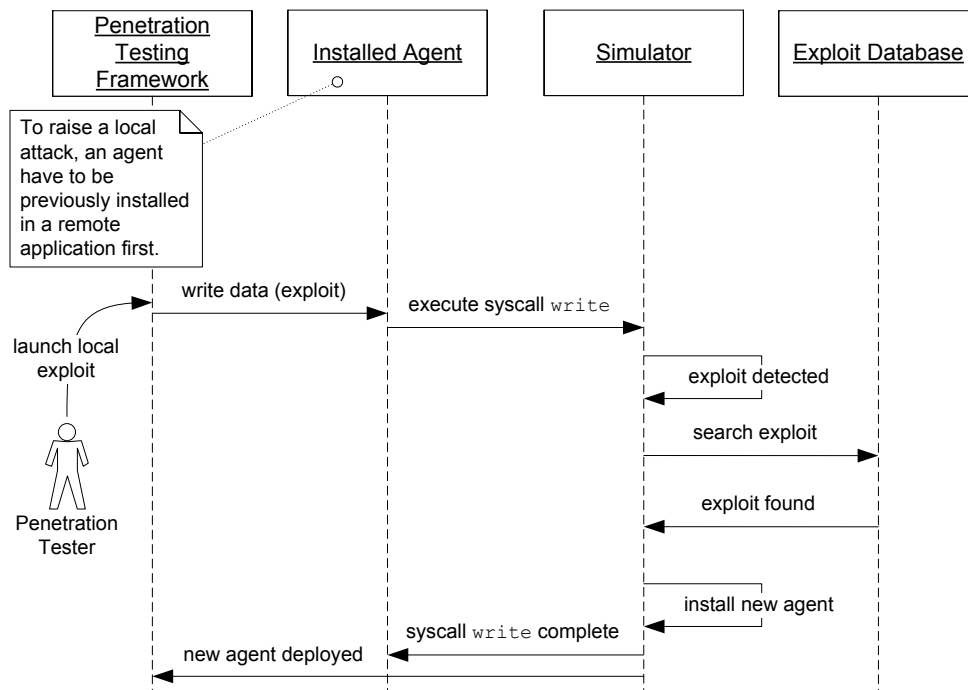 Penetration
Testing
Framework
Installed Agent
Simulator
Exploit Database
To raise a local
attack, an agent
have to be
previously installed
in a remote
application first.
write data (exploit)
execute syscall write
launch local
exploit
exploit detected
search exploit
Penetration
Tester
exploit found
install new agent
syscall write complete
new agent deployed